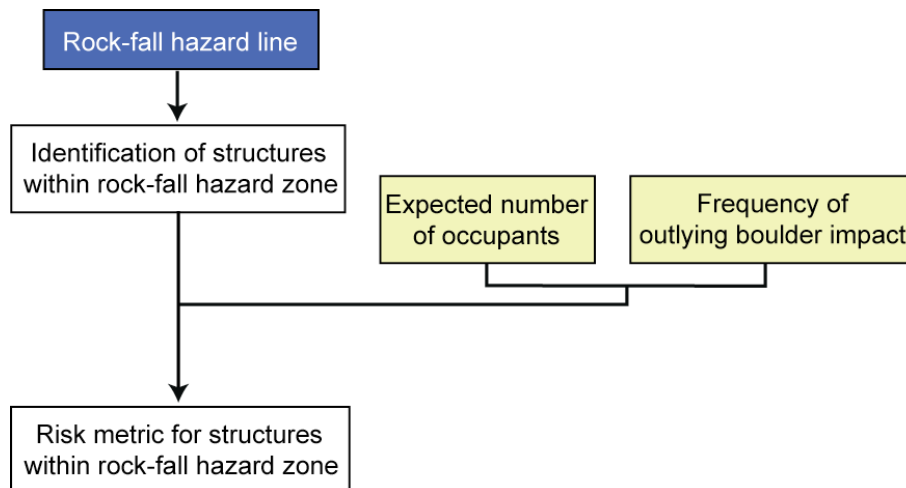 Rock-fall hazard line
Identification of structures
within rock-fall hazard zone
Expected number
of occupants
Frequency of
outlying boulder impact
Risk metric for structures
within rock-fall hazard zone